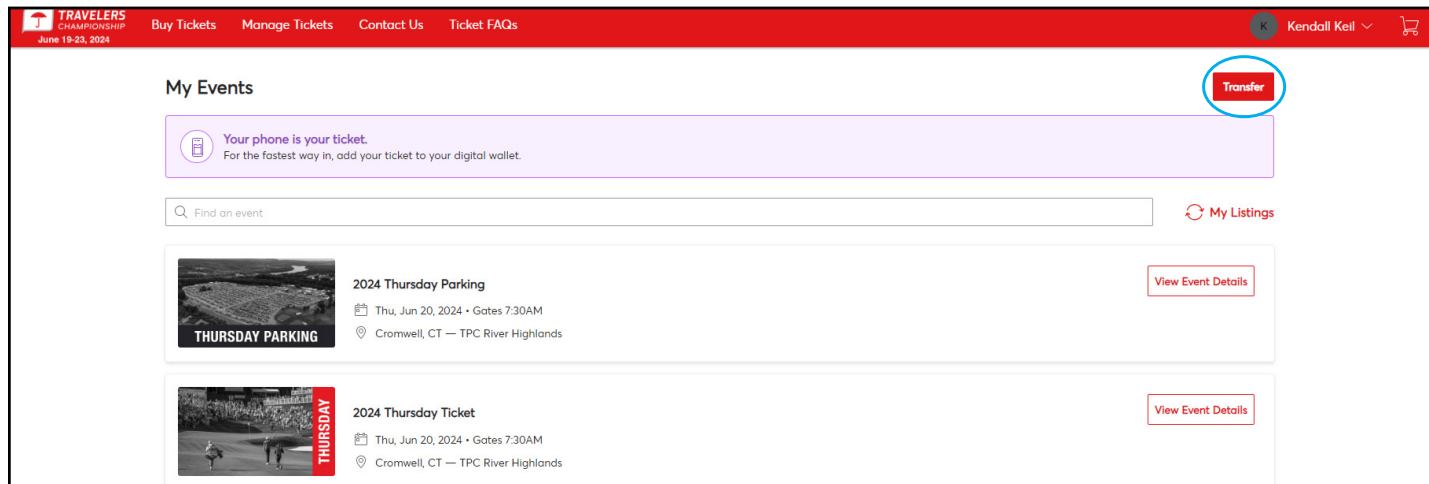 TRAVELERS
CHAMPIONSHIP
June 19-23, 2024
Buy Tickets Manage Tickets Contact Us Ticket FAQs
K Kendall Keil
My Events
Transfer
Your phone is your ticket.
For the fastest way in, add your ticket to your digital wallet.
Find an event
My Listings
2024 Thursday Parking
View Event Details
Thu, Jun 20, 2024 • Gates 7:30AM
THURSDAY PARKING
Cromwell, CT — TPC River Highlands
THURSDAY
2024 Thursday Ticket
View Event Details
Thu, Jun 20, 2024 • Gates 7:30AM
Cromwell, CT — TPC River Highlands